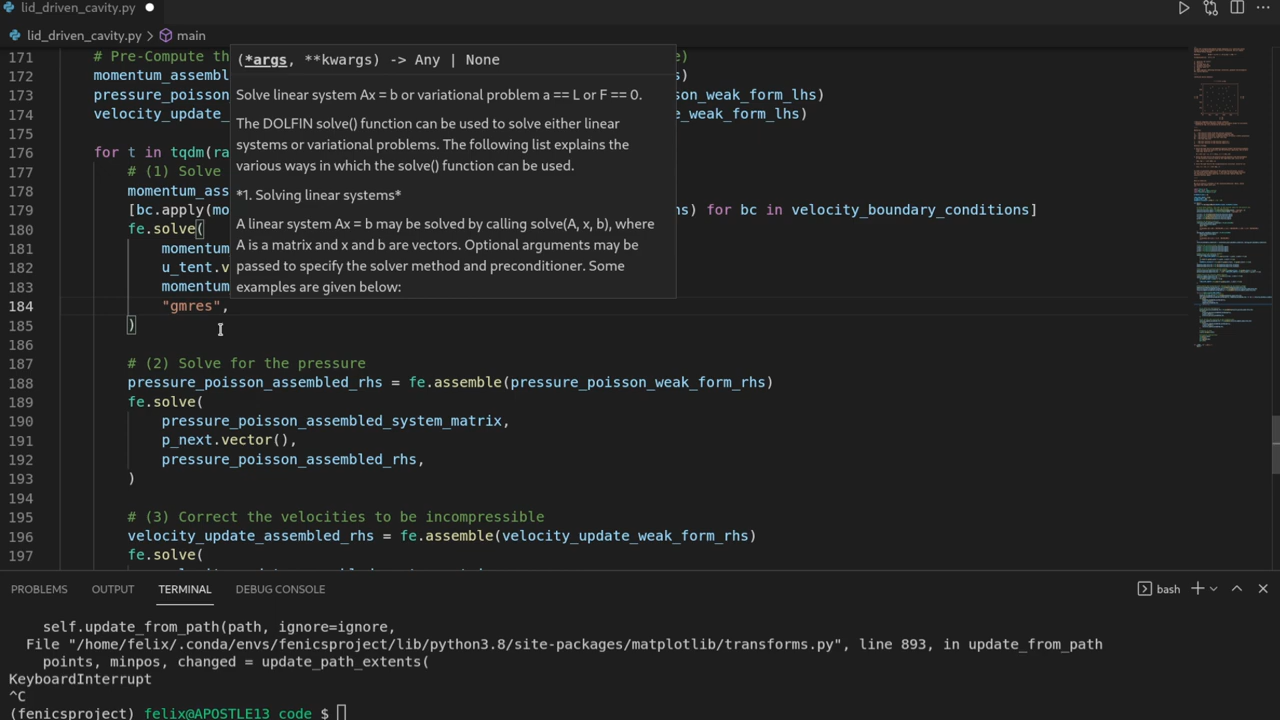 lid_driven_cavity.py
lid_driven_cavity.py > main
171 # Pre-Compute th
(*args, **kwargs) -> Any | None
Solve linear system Ax = b or variational problem a == L or F == 0.
The DOLFIN solve() function can be used to solve either linear
systems or variational problems. The following list explains the
various ways in which the solve() function can be used.
*1. Solving linear systems*
A linear system Ax = b may be solved by calling solve(A, x, b), where
A is a matrix and x and b are vectors. Optional arguments may be
passed to specify the solver method and preconditioner. Some
examples are given below:
172 momentum_assembl s)
173 pressure_poisson son_weak_form_lhs)
174 velocity_update_ e_weak_form_lhs)
175
176 for t in tqdm(ra
177 # (1) Solve
178 momentum_ass s)
179 [bc.apply(mo ns) for bc in velocity_boundary_conditions]
180 fe.solve(
181 momentum
182 u_tent.v
183 momentum
184 "gmres",
185 )
186
187 # (2) Solve for the pressure
188 pressure_poisson_assembled_rhs = fe.assemble(pressure_poisson_weak_form_rhs)
189 fe.solve(
190 pressure_poisson_assembled_system_matrix,
191 p_next.vector(),
192 pressure_poisson_assembled_rhs,
193 )
194
195 # (3) Correct the velocities to be incompressible
196 velocity_update_assembled_rhs = fe.assemble(velocity_update_weak_form_rhs)
197 fe.solve(
PROBLEMS OUTPUT TERMINAL DEBUG CONSOLE bash
self.update_from_path(path, ignore=ignore,
File "/home/felix/.conda/envs/fenicsproject/lib/python3.8/site-packages/matplotlib/transforms.py", line 893, in update_from_path
points, minpos, changed = update_path_extents(
KeyboardInterrupt
^C
(fenicsproject) felix@APOSTLE13 code $